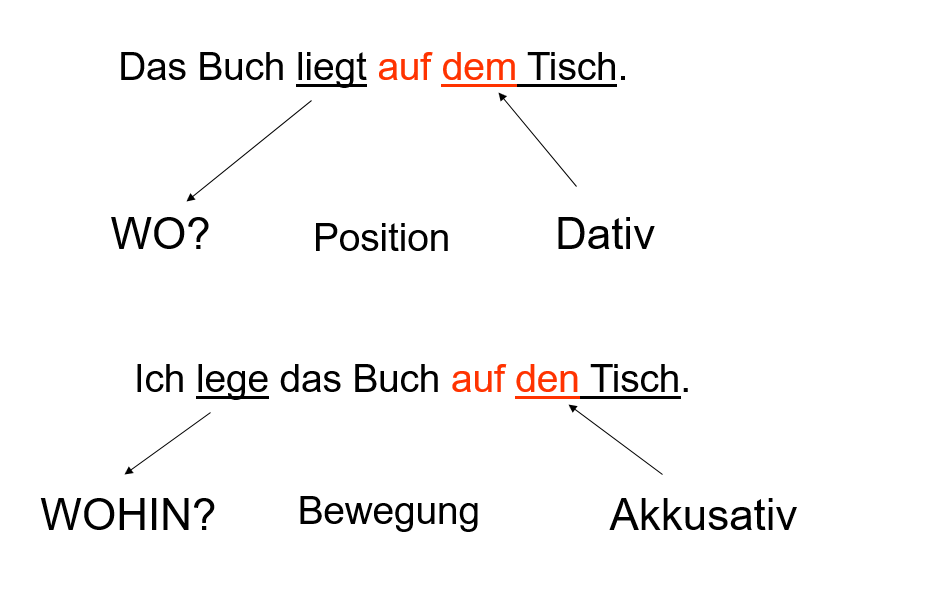 Das Buch liegt auf dem Tisch.
WO? Position Dativ
Ich lege das Buch auf den Tisch.
WOHIN? Bewegung Akkusativ